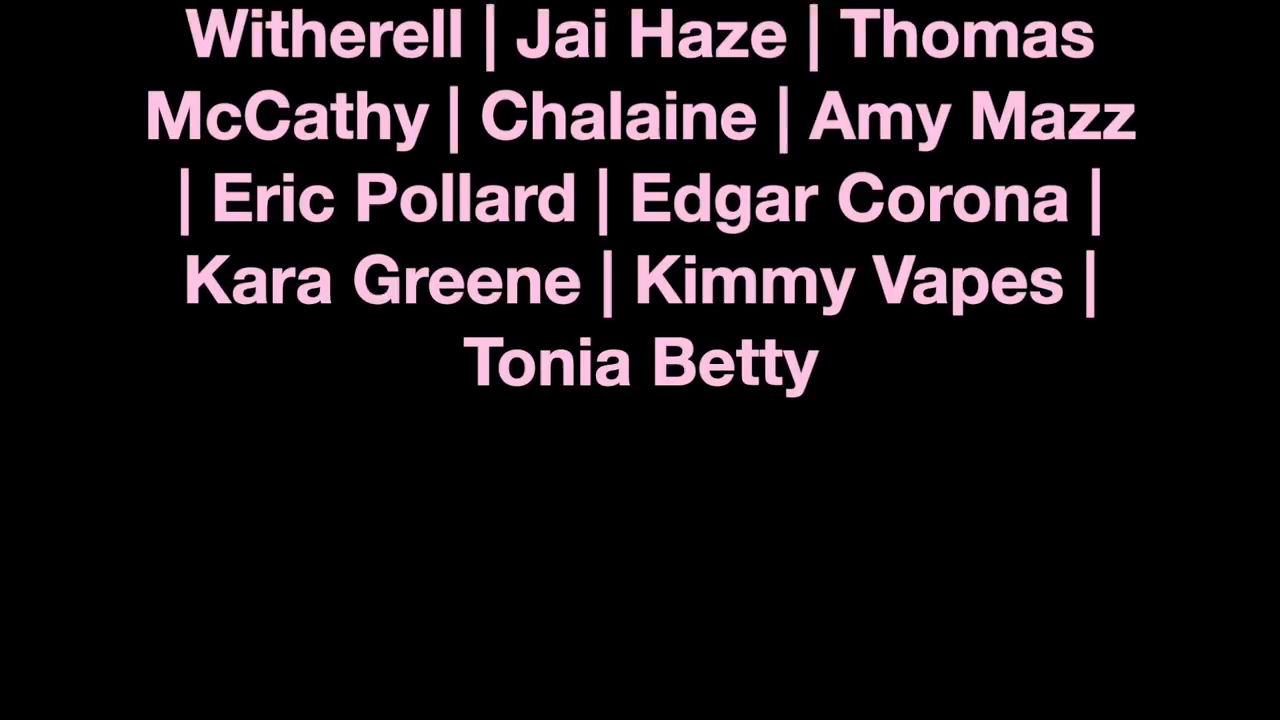 Witherell | Jai Haze | Thomas
McCathy | Chalaine | Amy Mazz
| Eric Pollard | Edgar Corona |
Kara Greene | Kimmy Vapes |
Tonia Betty